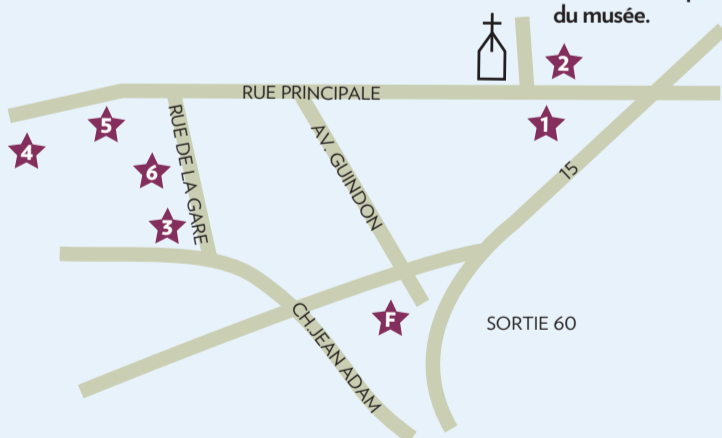 du musée.
2
RUE PRINCIPALE
1
5
4
6
3
RUE DE LA GARE
AV. GUINDON
15
F
SORTIE 60
CH.JEAN ADAM